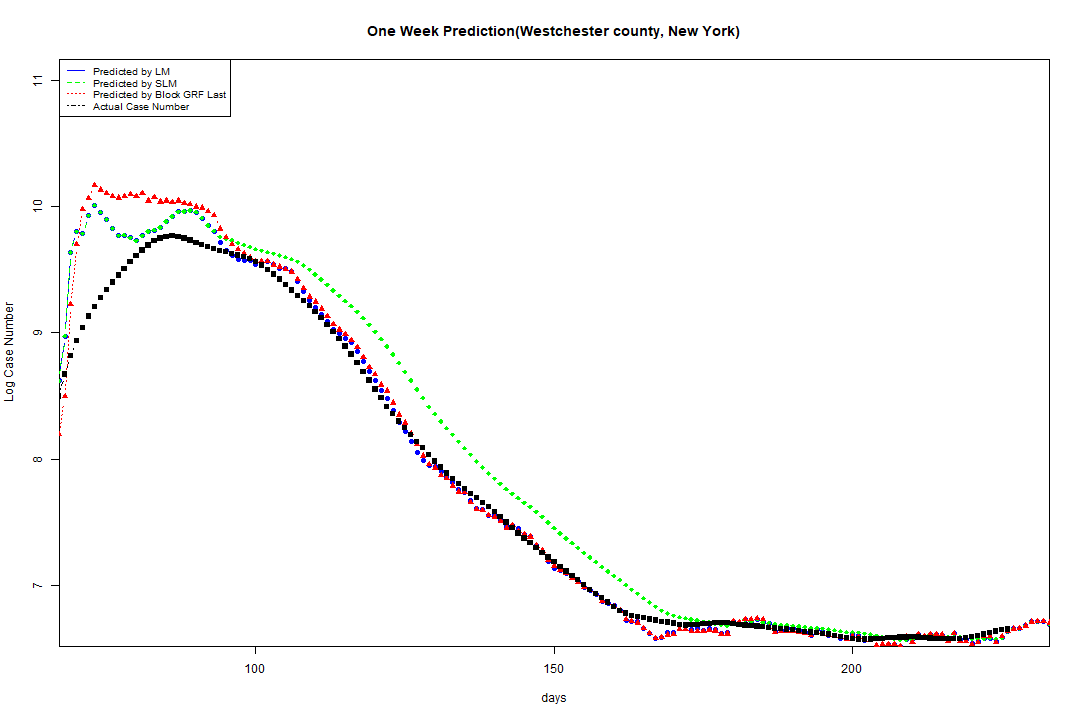 One Week Prediction(Westchester county, New York)
Predicted by LM
Predicted by SLM
Predicted by Block GRF Last
Actual Case Number
11
10
9
8
7
Log Case Number
100 150 200
days